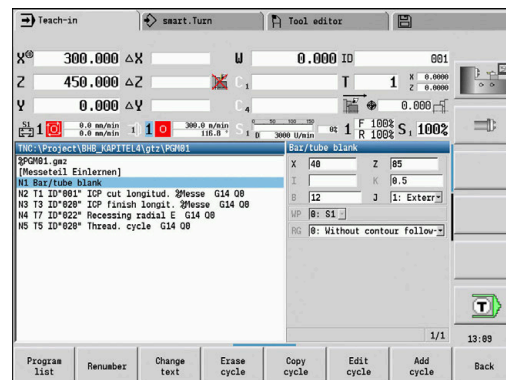 Teach-in smart.Turn Tool editor
X 300.000 ΔX U 0.000 ID 001
Z 450.000 ΔZ C 1 T 1 X 0.0000 Z 0.0000
Y 0.000 ΔY C 4 0.000
S1 1 0.0 mm/min 0.0 mm/min 1) 1 300.0 m/min 116.8 ° S 1 0 50 100 150 D 3000 U/min 0% 1 F 100% R 100% S 1 100%
TNC:\Project\BHB_KAPITEL4\gtz\PGM01 Bar/tube blank
%PGM01.gmz
[Messeteil Einlernen]
N1 Bar/tube blank
N2 T1 ID"001" ICP cut longitud. %Messe G14 Q0
N3 T3 ID"020" ICP finish longit. %Messe G14 Q0
N4 T7 ID"022" Recessing radial E G14 Q0
N5 T5 ID"028" Thread. cycle G14 Q0
X 40 Z 85
I K 0.5
B 12 J 1: Extern
WP 0: S1
RG 0: Without contour follow-
1/1
T
13:09
Program list Renumber Change text Erase cycle Copy cycle Edit cycle Add cycle Back